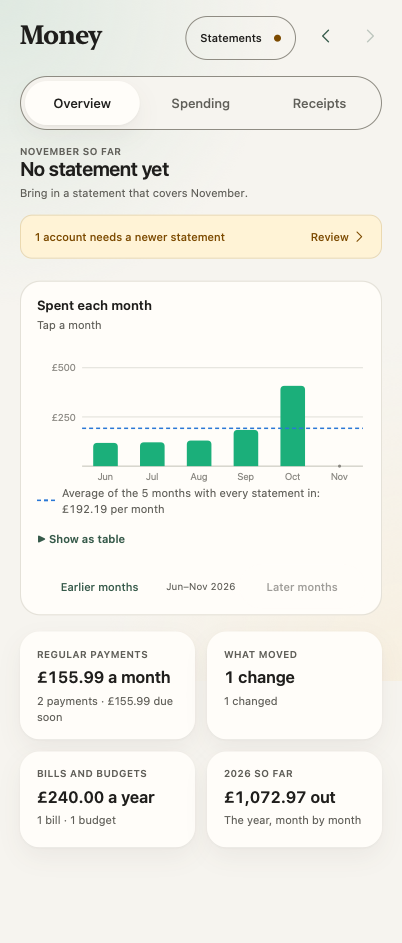 Money
Statements
Overview
Spending
Receipts
NOVEMBER SO FAR
No statement yet
Bring in a statement that covers November.
1 account needs a newer statement
Review
Spent each month
Tap a month
£500
£250
Jun
Jul
Aug
Sep
Oct
Nov
Average of the 5 months with every statement in:
£192.19 per month
Show as table
Earlier months
Jun–Nov 2026
Later months
REGULAR PAYMENTS
£155.99 a month
2 payments · £155.99 due
soon
WHAT MOVED
1 change
1 changed
BILLS AND BUDGETS
£240.00 a year
1 bill · 1 budget
2026 SO FAR
£1,072.97 out
The year, month by month